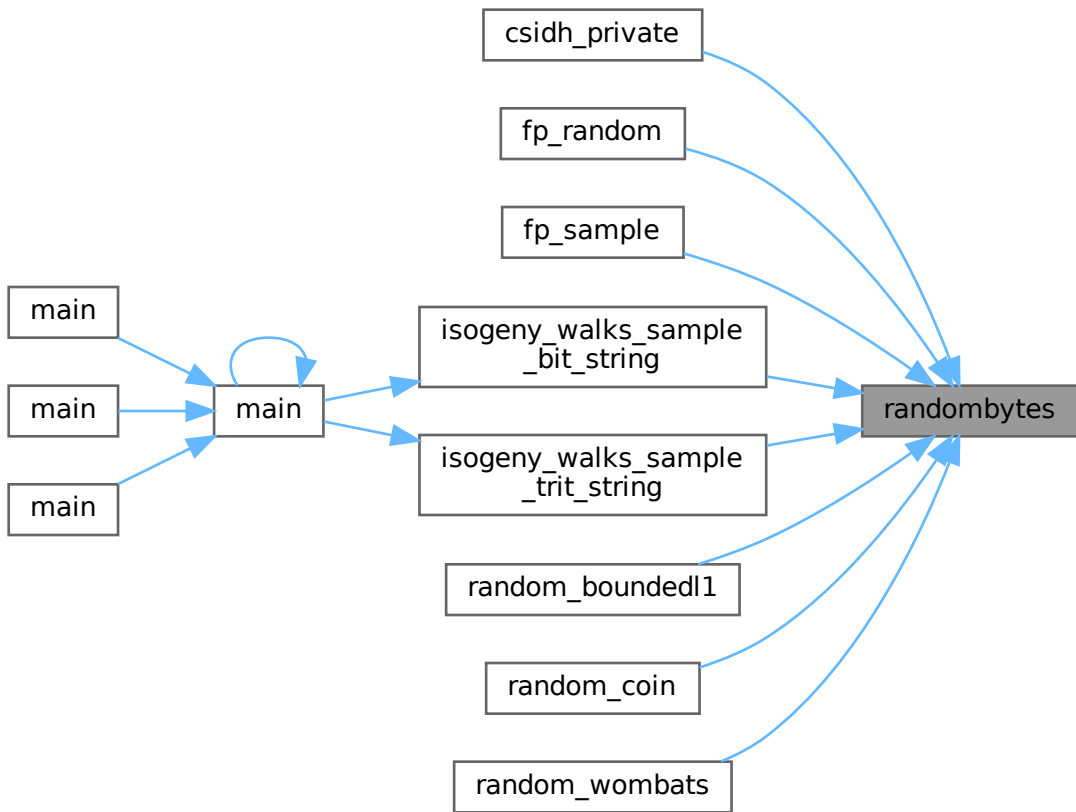 csidh_private
fp_random
fp_sample
isogeny_walks_sample
_bit_string
main
main
main
main
randombytes
isogeny_walks_sample
_trit_string
random_boundedl1
random_coin
random_wombats